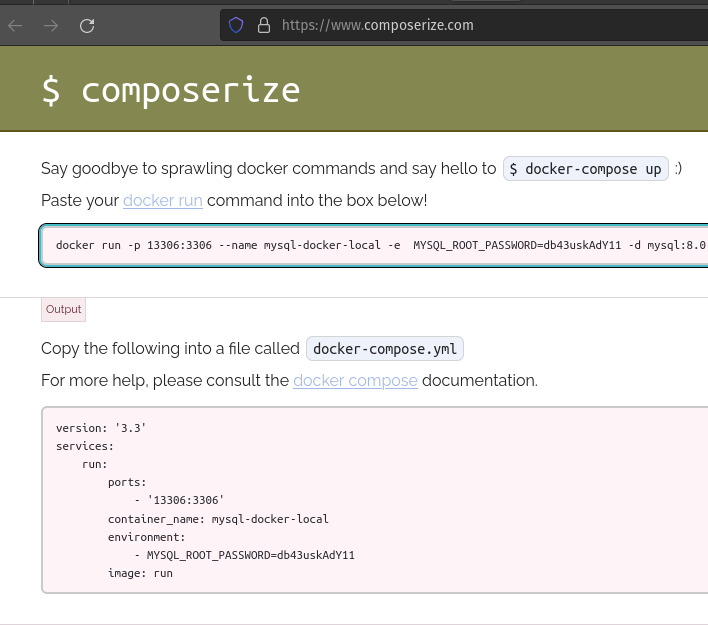 https://www.composerize.com
$ composerize
Say goodbye to sprawling docker commands and say hello to $ docker-compose up :)
Paste your docker run command into the box below!
docker run -p 13306:3306 --name mysql-docker-local -e  MYSQL_ROOT_PASSWORD=db43uskAdY11 -d mysql:8.0
Output
Copy the following into a file called docker-compose.yml
For more help, please consult the docker compose documentation.
version: '3.3'
services:
    run:
        ports:
            - '13306:3306'
        container_name: mysql-docker-local
        environment:
            - MYSQL_ROOT_PASSWORD=db43uskAdY11
        image: run